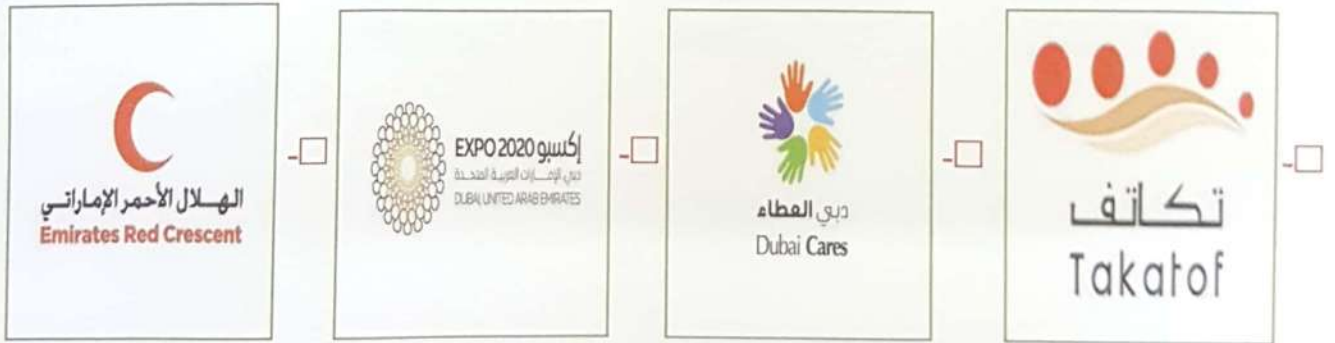 الهلال الأحمر الإماراتي
Emirates Red Crescent
EXPO 2020 إكسبو
دبي، الإمارات العربية المتحدة
DUBAI, UNITED ARAB EMIRATES
دبي العطاء
Dubai Cares
تكاتف
Takatof